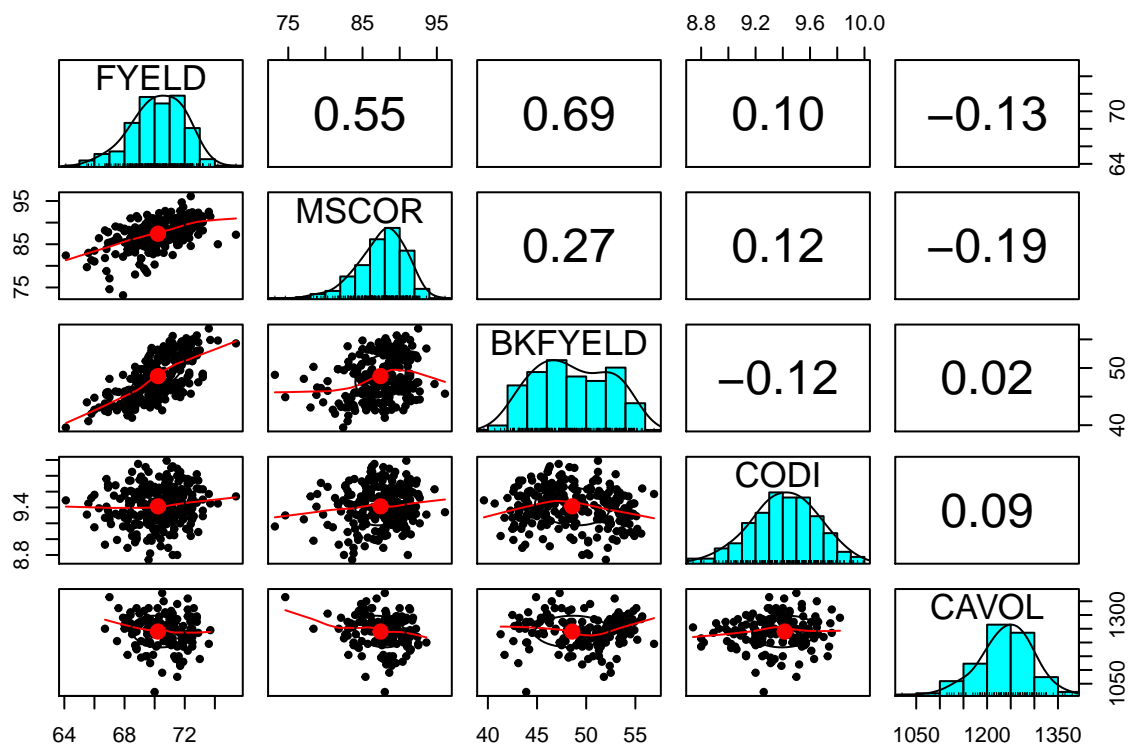 75 85 95 8.8 9.2 9.6 10.0
FYELD 0.55 0.69 0.10 −0.13 64 70
75 85 95 MSCOR 0.27 0.12 −0.19
BKFYELD −0.12 0.02 40 50
8.8 9.4 CODI 0.09
CAVOL 1050 1300
64 68 72 40 45 50 55 1050 1200 1350